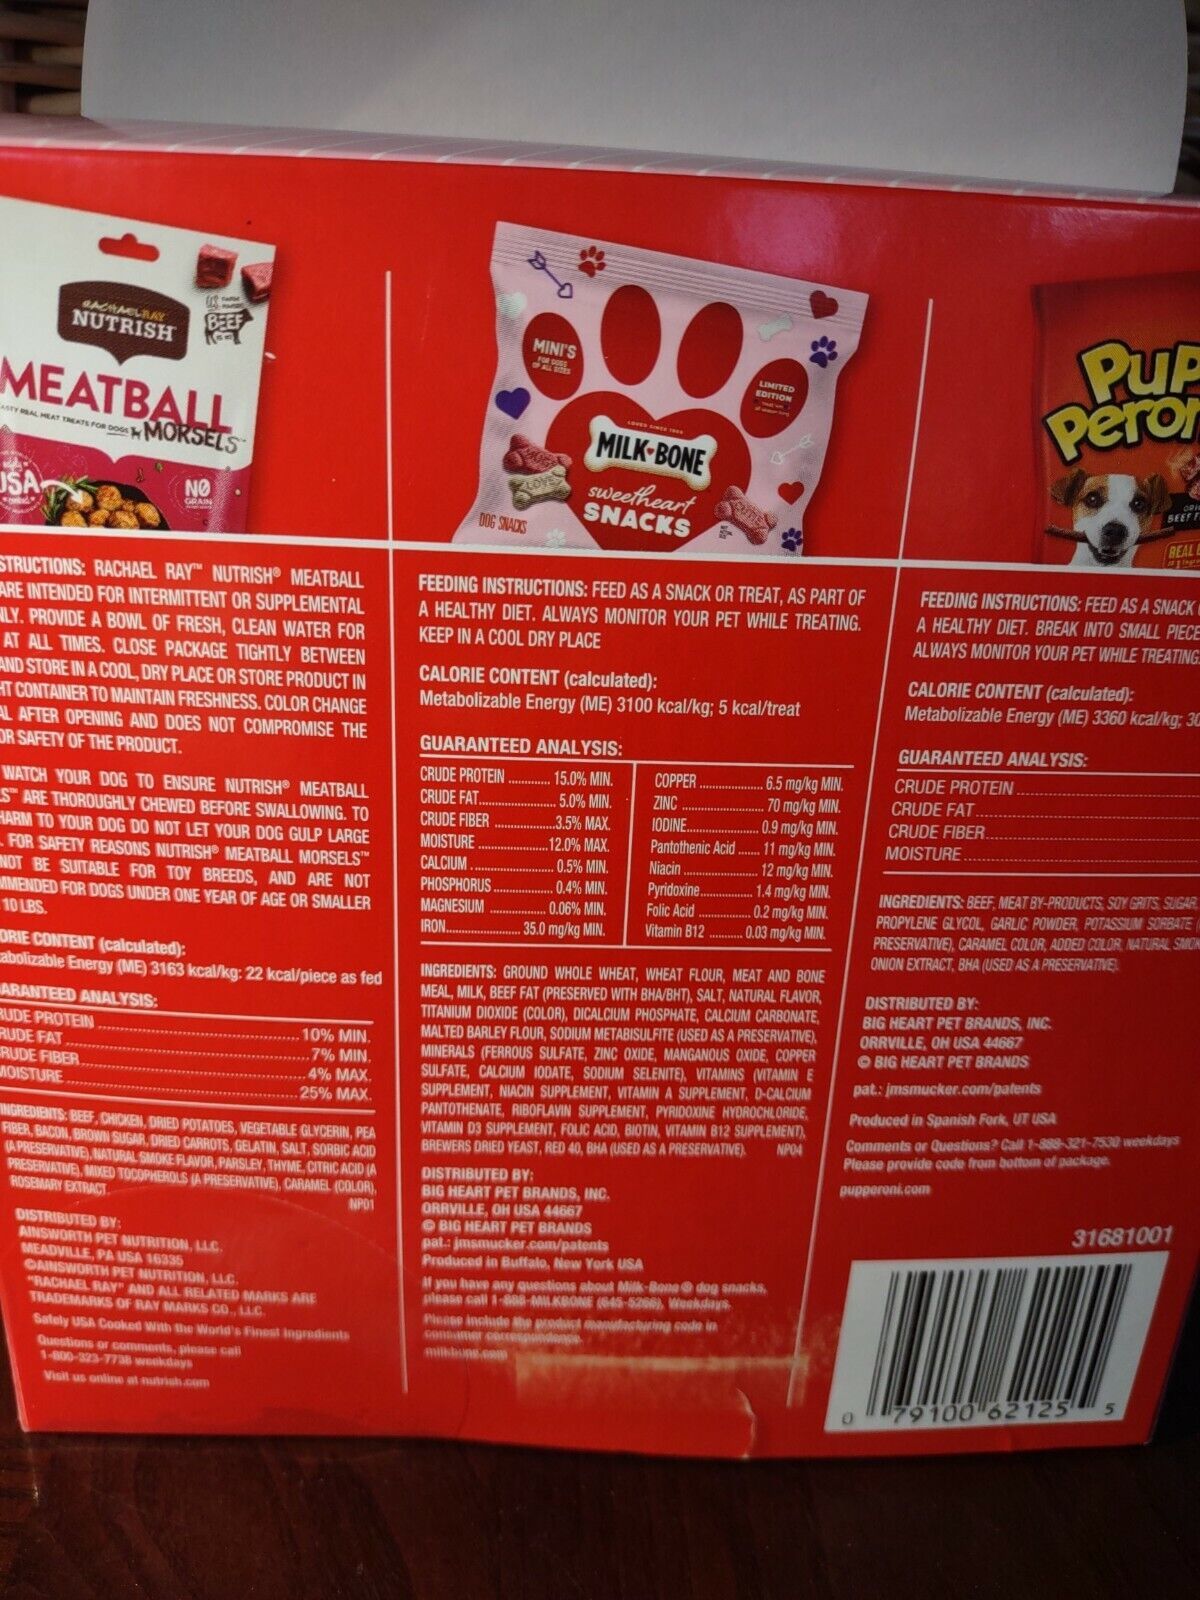 RACHAEL RAY
NUTRISH
BEEF
MEATBALL
TASTY REAL MEAT TREATS FOR DOGS
MORSELS™
USA
NO
GRAIN
STRUCTIONS: RACHAEL RAY™ NUTRISH® MEATBALL
ARE INTENDED FOR INTERMITTENT OR SUPPLEMENTAL
NLY. PROVIDE A BOWL OF FRESH, CLEAN WATER FOR
AT ALL TIMES. CLOSE PACKAGE TIGHTLY BETWEEN
AND STORE IN A COOL, DRY PLACE OR STORE PRODUCT IN
HT CONTAINER TO MAINTAIN FRESHNESS. COLOR CHANGE
AL AFTER OPENING AND DOES NOT COMPROMISE THE
OR SAFETY OF THE PRODUCT.
WATCH YOUR DOG TO ENSURE NUTRISH® MEATBALL
LS™ ARE THOROUGHLY CHEWED BEFORE SWALLOWING. TO
HARM TO YOUR DOG DO NOT LET YOUR DOG GULP LARGE
. FOR SAFETY REASONS NUTRISH® MEATBALL MORSELS™
NOT BE SUITABLE FOR TOY BREEDS, AND ARE NOT
MMENDED FOR DOGS UNDER ONE YEAR OF AGE OR SMALLER
10 LBS.
ORIE CONTENT (calculated):
abolizable Energy (ME) 3163 kcal/kg: 22 kcal/piece as fed
ARANTEED ANALYSIS:
RUDE PROTEIN ........ 10% MIN.
RUDE FAT ........ 7% MIN.
RUDE FIBER ........ 4% MAX.
MOISTURE ........ 25% MAX.
INGREDIENTS: BEEF, CHICKEN, DRIED POTATOES, VEGETABLE GLYCERIN, PEA
FIBER, BACON, BROWN SUGAR, DRIED CARROTS, GELATIN, SALT, SORBIC ACID
(A PRESERVATIVE), NATURAL SMOKE FLAVOR, PARSLEY, THYME, CITRIC ACID (A
PRESERVATIVE), MIXED TOCOPHEROLS (A PRESERVATIVE), CARAMEL (COLOR),
ROSEMARY EXTRACT. NP01
DISTRIBUTED BY:
AINSWORTH PET NUTRITION, LLC.
MEADVILLE, PA USA 16335
©AINSWORTH PET NUTRITION, LLC.
"RACHAEL RAY" AND ALL RELATED MARKS ARE
TRADEMARKS OF RAY MARKS CO., LLC.
Safely USA Cooked With the World's Finest Ingredients
Questions or comments, please call
1-800-323-7738 weekdays
Visit us online at nutrish.com
MINI'S
FOR DOGS
OF ALL SIZES
LIMITED
EDITION
LOVED SINCE 1908
MILK-BONE
sweetheart
SNACKS
LOVE
DOG SNACKS
FEEDING INSTRUCTIONS: FEED AS A SNACK OR TREAT, AS PART OF
A HEALTHY DIET. ALWAYS MONITOR YOUR PET WHILE TREATING.
KEEP IN A COOL DRY PLACE
CALORIE CONTENT (calculated):
Metabolizable Energy (ME) 3100 kcal/kg; 5 kcal/treat
GUARANTEED ANALYSIS:
CRUDE PROTEIN ........ 15.0% MIN.
CRUDE FAT ........ 5.0% MIN.
CRUDE FIBER ........ 3.5% MAX.
MOISTURE ........ 12.0% MAX.
CALCIUM ........ 0.5% MIN.
PHOSPHORUS ........ 0.4% MIN.
MAGNESIUM ........ 0.06% MIN.
IRON ........ 35.0 mg/kg MIN.
COPPER ........ 6.5 mg/kg MIN.
ZINC ........ 70 mg/kg MIN.
IODINE ........ 0.9 mg/kg MIN.
Pantothenic Acid ...... 11 mg/kg MIN.
Niacin ........ 12 mg/kg MIN.
Pyridoxine ........ 1.4 mg/kg MIN.
Folic Acid ........ 0.2 mg/kg MIN.
Vitamin B12 ........ 0.03 mg/kg MIN.
INGREDIENTS: GROUND WHOLE WHEAT, WHEAT FLOUR, MEAT AND BONE
MEAL, MILK, BEEF FAT (PRESERVED WITH BHA/BHT), SALT, NATURAL FLAVOR,
TITANIUM DIOXIDE (COLOR), DICALCIUM PHOSPHATE, CALCIUM CARBONATE,
MALTED BARLEY FLOUR, SODIUM METABISULFITE (USED AS A PRESERVATIVE),
MINERALS (FERROUS SULFATE, ZINC OXIDE, MANGANOUS OXIDE, COPPER
SULFATE, CALCIUM IODATE, SODIUM SELENITE), VITAMINS (VITAMIN E
SUPPLEMENT, NIACIN SUPPLEMENT, VITAMIN A SUPPLEMENT, D-CALCIUM
PANTOTHENATE, RIBOFLAVIN SUPPLEMENT, PYRIDOXINE HYDROCHLORIDE,
VITAMIN D3 SUPPLEMENT, FOLIC ACID, BIOTIN, VITAMIN B12 SUPPLEMENT),
BREWERS DRIED YEAST, RED 40, BHA (USED AS A PRESERVATIVE). NP04
DISTRIBUTED BY:
BIG HEART PET BRANDS, INC.
ORRVILLE, OH USA 44667
© BIG HEART PET BRANDS
pat.: jmsmucker.com/patents
Produced in Buffalo, New York USA
If you have any questions about Milk-Bone® dog snacks,
please call 1-888-MILKBONE (645-5266), Weekdays.
Please include the product manufacturing code in
consumer correspondence.
milkbone.com
PUP
Peron
BEEF F
REAL
FEEDING INSTRUCTIONS: FEED AS A SNACK
A HEALTHY DIET. BREAK INTO SMALL PIECE
ALWAYS MONITOR YOUR PET WHILE TREATING.
CALORIE CONTENT (calculated):
Metabolizable Energy (ME) 3360 kcal/kg; 30
GUARANTEED ANALYSIS:
CRUDE PROTEIN ........
CRUDE FAT ........
CRUDE FIBER ........
MOISTURE ........
INGREDIENTS: BEEF, MEAT BY-PRODUCTS, SOY GRITS, SUGAR,
PROPYLENE GLYCOL, GARLIC POWDER, POTASSIUM SORBATE (
PRESERVATIVE), CARAMEL COLOR, ADDED COLOR, NATURAL SMOK
ONION EXTRACT, BHA (USED AS A PRESERVATIVE).
DISTRIBUTED BY:
BIG HEART PET BRANDS, INC.
ORRVILLE, OH USA 44667
© BIG HEART PET BRANDS
pat.: jmsmucker.com/patents
Produced in Spanish Fork, UT USA
Comments or Questions? Call 1-888-321-7530 weekdays
Please provide code from bottom of package.
pupperoni.com
31681001
0 79100 62125 5